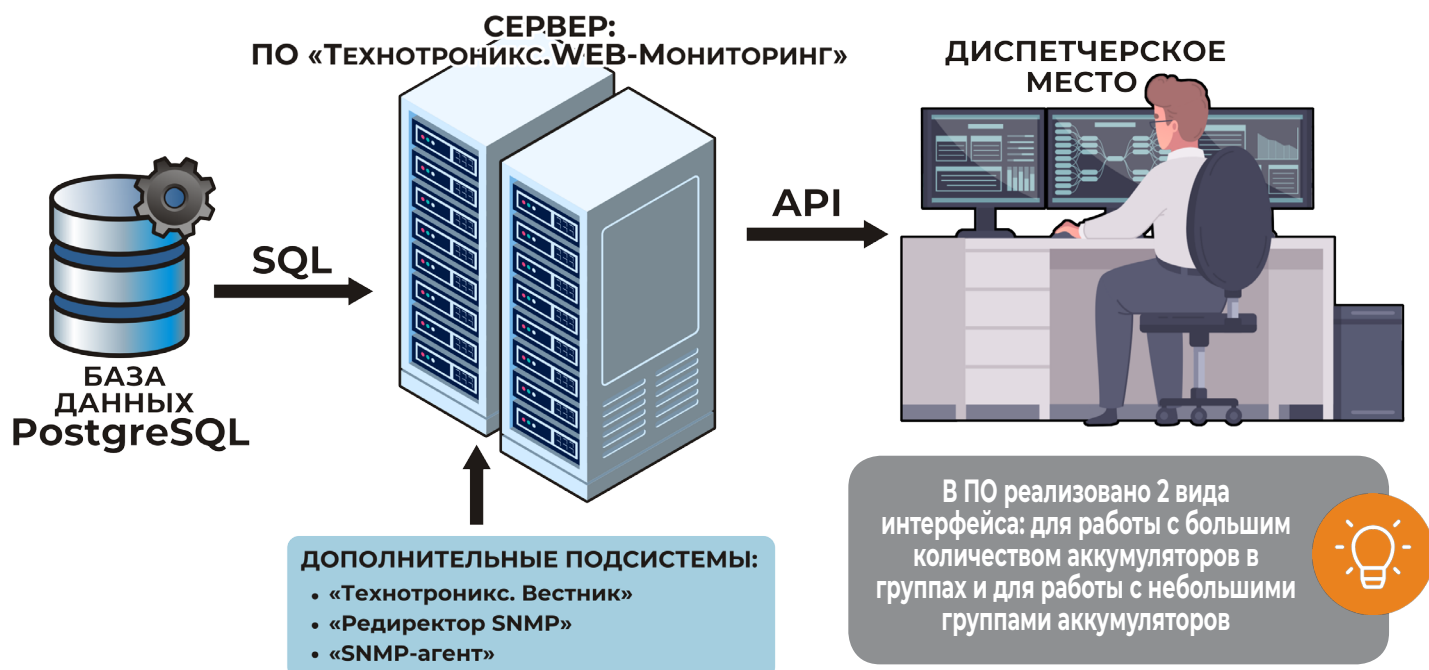 СЕРВЕР:
ПО «Технотроникс.WEB-Мониторинг»
ДИСПЕТЧЕРСКОЕ
МЕСТО
SQL
API
БАЗА
ДАННЫХ
PostgreSQL
ДОПОЛНИТЕЛЬНЫЕ ПОДСИСТЕМЫ:
• «Технотроникс. Вестник»
• «Редиректор SNMP»
• «SNMP-агент»
В ПО реализовано 2 вида
интерфейса: для работы с большим
количеством аккумуляторов в
группах и для работы с небольшими
группами аккумуляторов